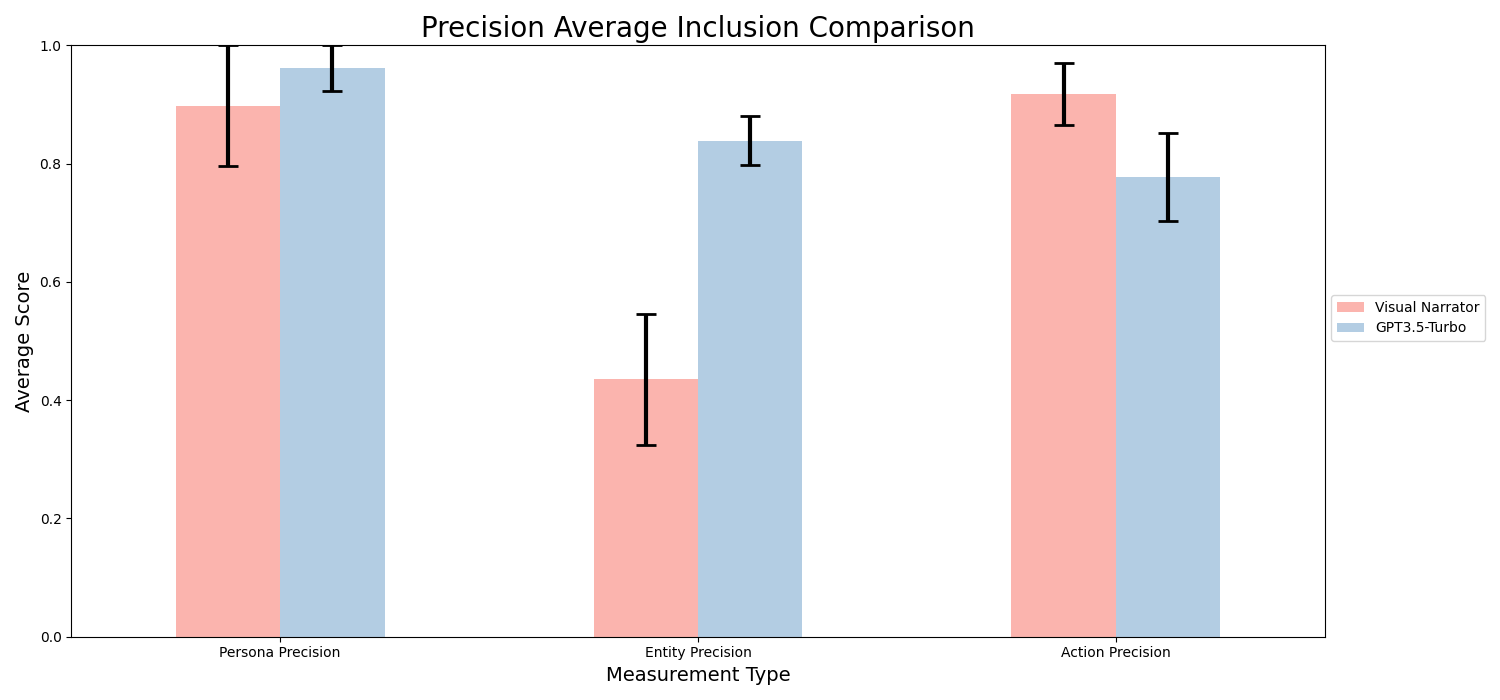 Precision Average Inclusion Comparison
1.0
0.8
0.6
0.4
0.2
0.0
Average Score
Persona Precision
Entity Precision
Action Precision
Measurement Type
Visual Narrator
GPT3.5-Turbo